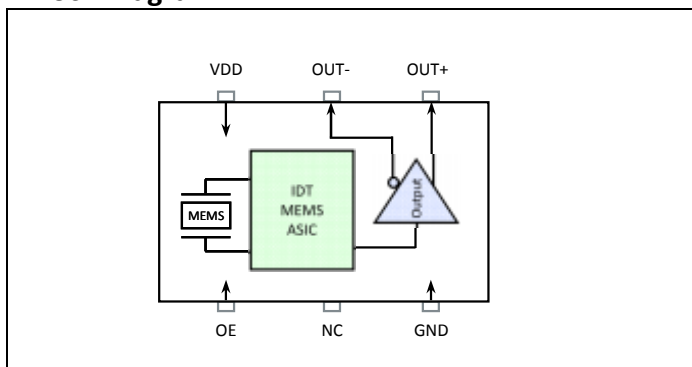 VDD OUT- OUT+
IDT
MEMS
ASIC
MEMS
Output
OE NC GND